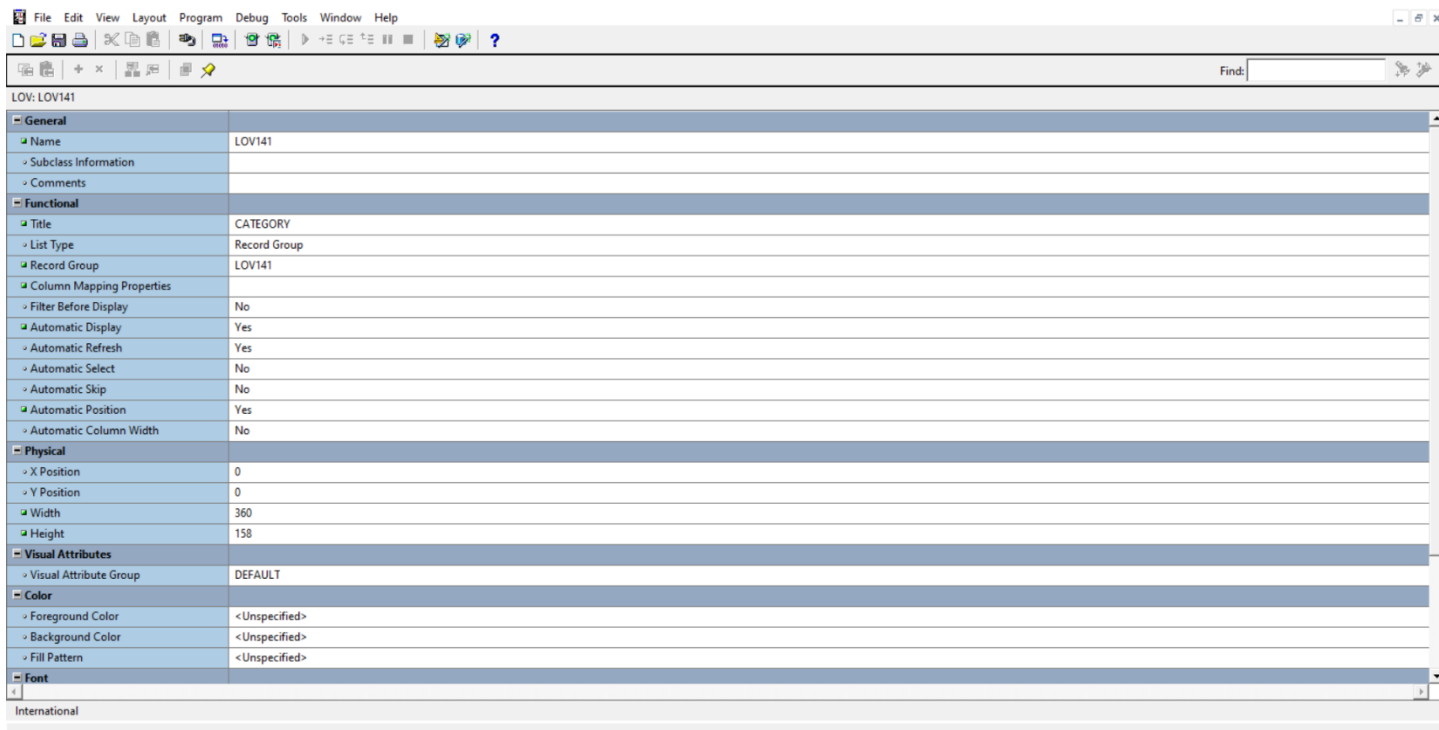 File Edit View Layout Program Debug Tools Window Help
Find:
LOV: LOV141
General
Name LOV141
Subclass Information
Comments
Functional
Title CATEGORY
List Type Record Group
Record Group LOV141
Column Mapping Properties
Filter Before Display No
Automatic Display Yes
Automatic Refresh Yes
Automatic Select No
Automatic Skip No
Automatic Position Yes
Automatic Column Width No
Physical
X Position 0
Y Position 0
Width 360
Height 158
Visual Attributes
Visual Attribute Group DEFAULT
Color
Foreground Color <Unspecified>
Background Color <Unspecified>
Fill Pattern <Unspecified>
Font
International